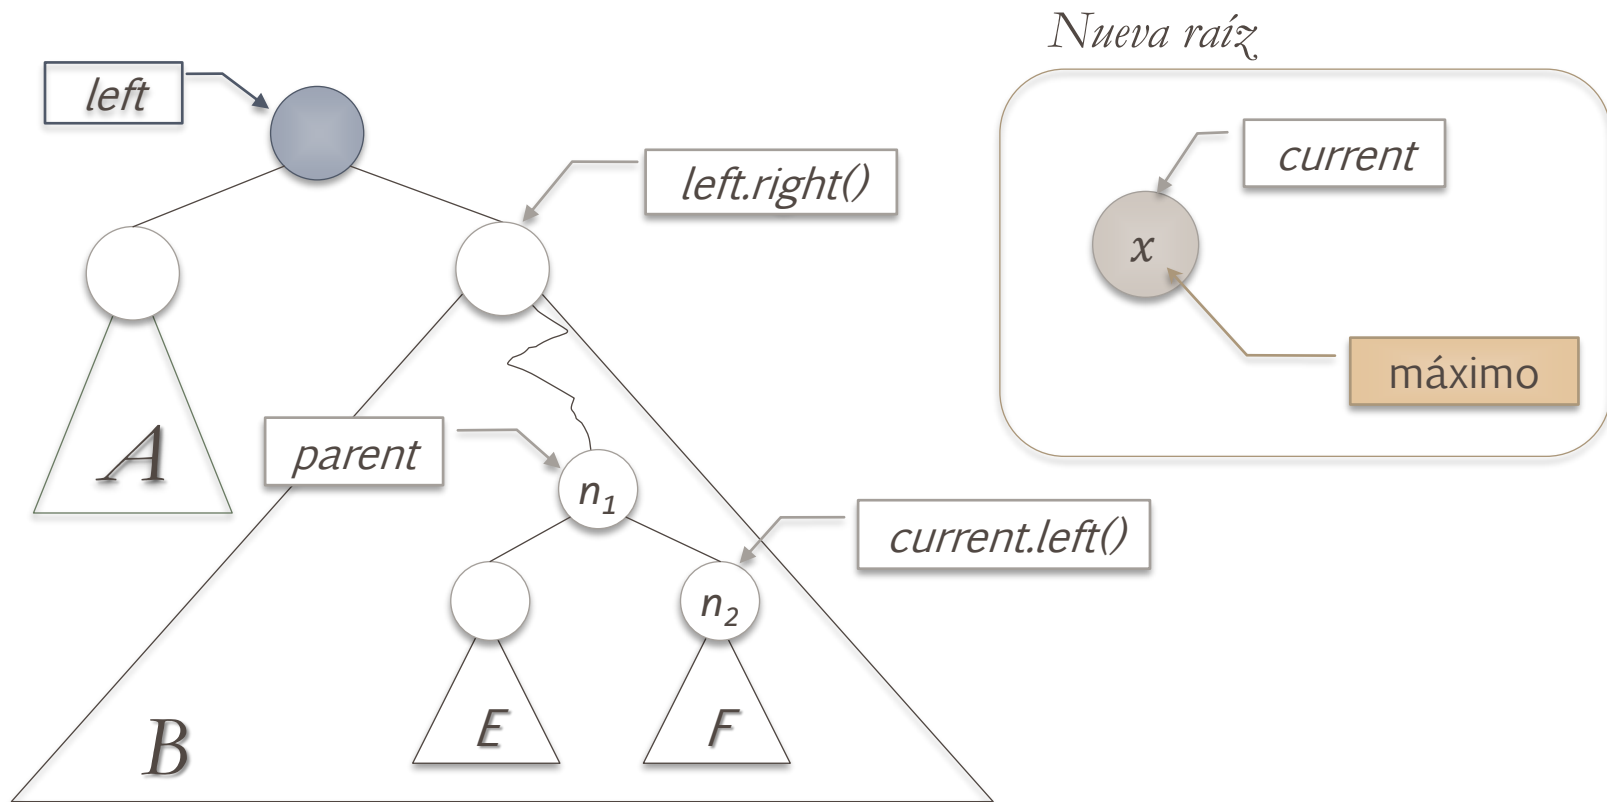 Nueva raíz
left
current
left.right()
x
máximo
A
parent
n₁
current.left()
n₂
E
F
B